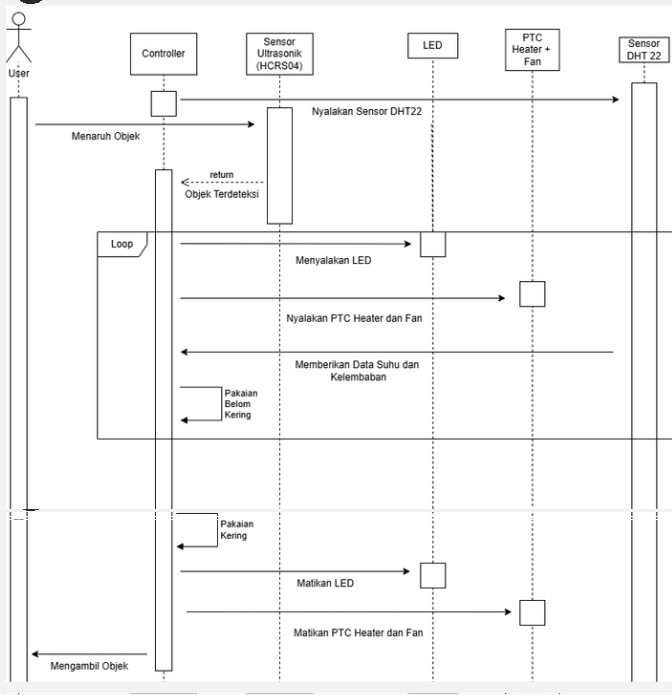 User
Controller
Sensor
Ultrasonik
(HCRS04)
LED
PTC
Heater +
Fan
Sensor
DHT 22
Nyalakan Sensor DHT22
Menaruh Objek
return
Objek Terdeteksi
Loop
Menyalakan LED
Nyalakan PTC Heater dan Fan
Memberikan Data Suhu dan
Kelembaban
Pakaian
Belom
Kering
Pakaian
Kering
Matikan LED
Matikan PTC Heater dan Fan
Mengambil Objek